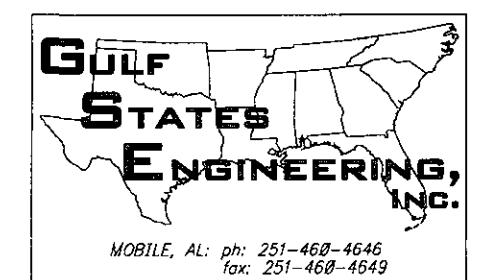 GULF
STATES
ENGINEERING,
INC.
MOBILE, AL: ph: 251-460-4646
fax: 251-460-4649